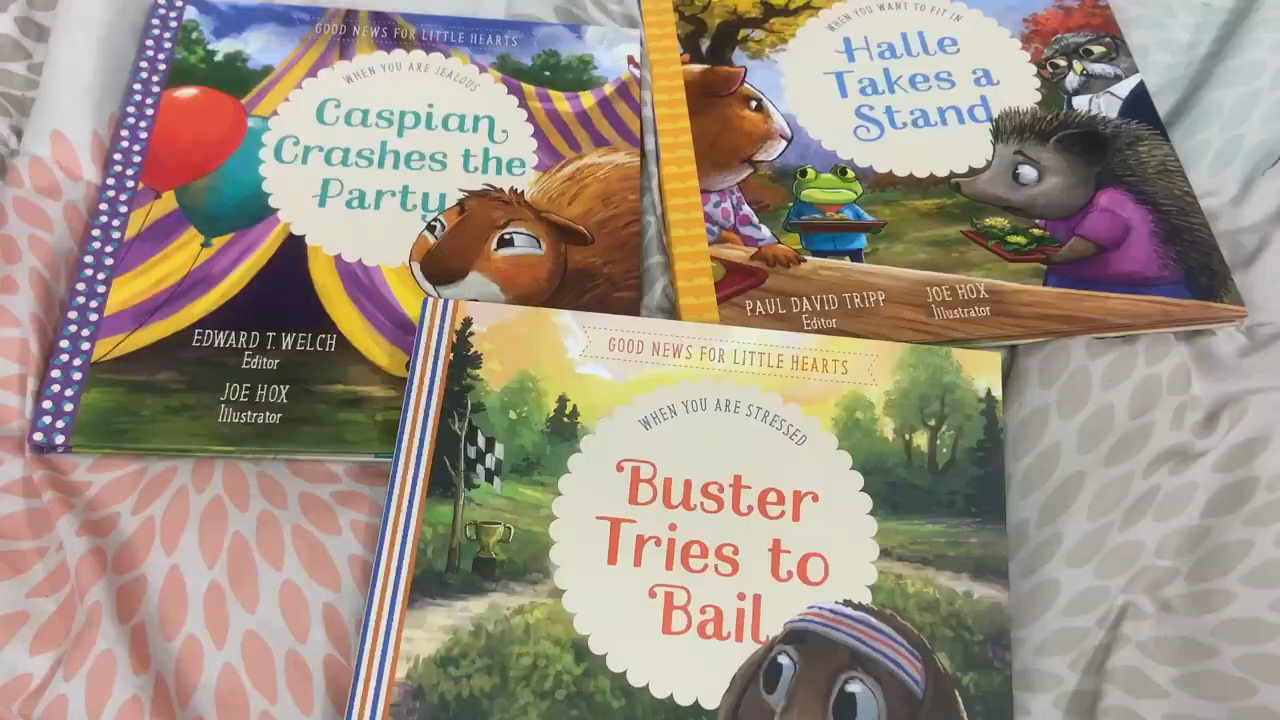 GOOD NEWS FOR LITTLE HEARTS
WHEN YOU ARE JEALOUS
Caspian
Crashes the
Party
EDWARD T. WELCH
Editor
JOE HOX
Illustrator
WHEN YOU WANT TO FIT IN
Halle
Takes a
Stand
PAUL DAVID TRIPP
Editor
JOE HOX
Illustrator
GOOD NEWS FOR LITTLE HEARTS
WHEN YOU ARE STRESSED
Buster
Tries to
Bail